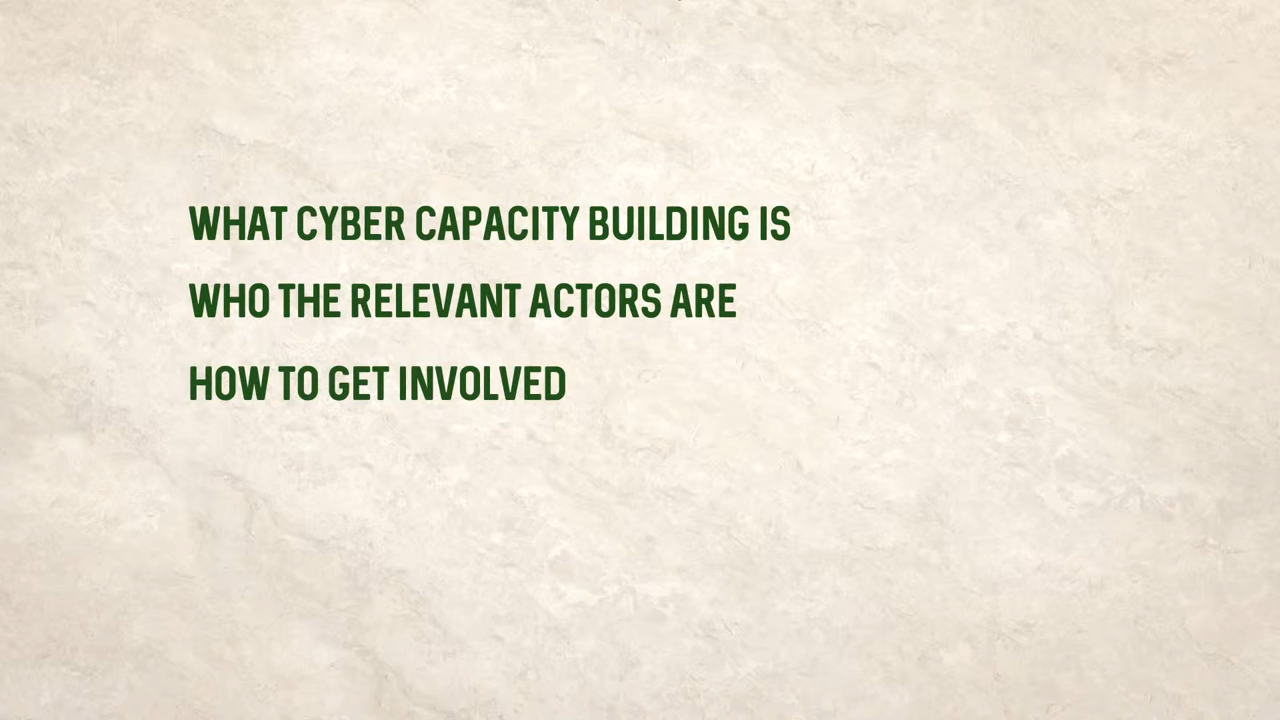 WHAT CYBER CAPACITY BUILDING IS
WHO THE RELEVANT ACTORS ARE
HOW TO GET INVOLVED